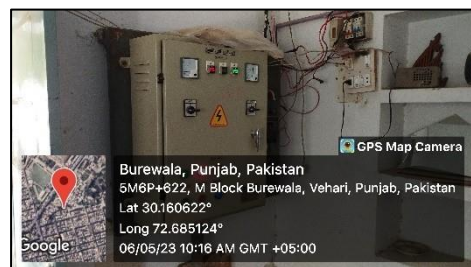 GPS Map Camera
Burewala, Punjab, Pakistan
5M6P+622, M Block Burewala, Vehari, Punjab, Pakistan
Lat 30.160622°
Long 72.685124°
06/05/23 10:16 AM GMT +05:00
Google